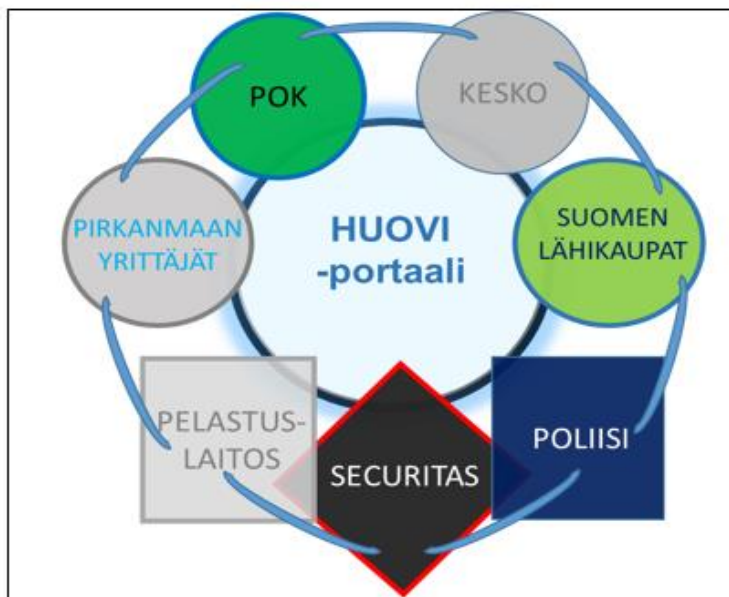 POK
KESKO
PIRKANMAAN
YRITTÄJÄT
HUOVI
-portaali
SUOMEN
LÄHIKAUPAT
PELASTUS-
LAITOS
SECURITAS
POLIISI